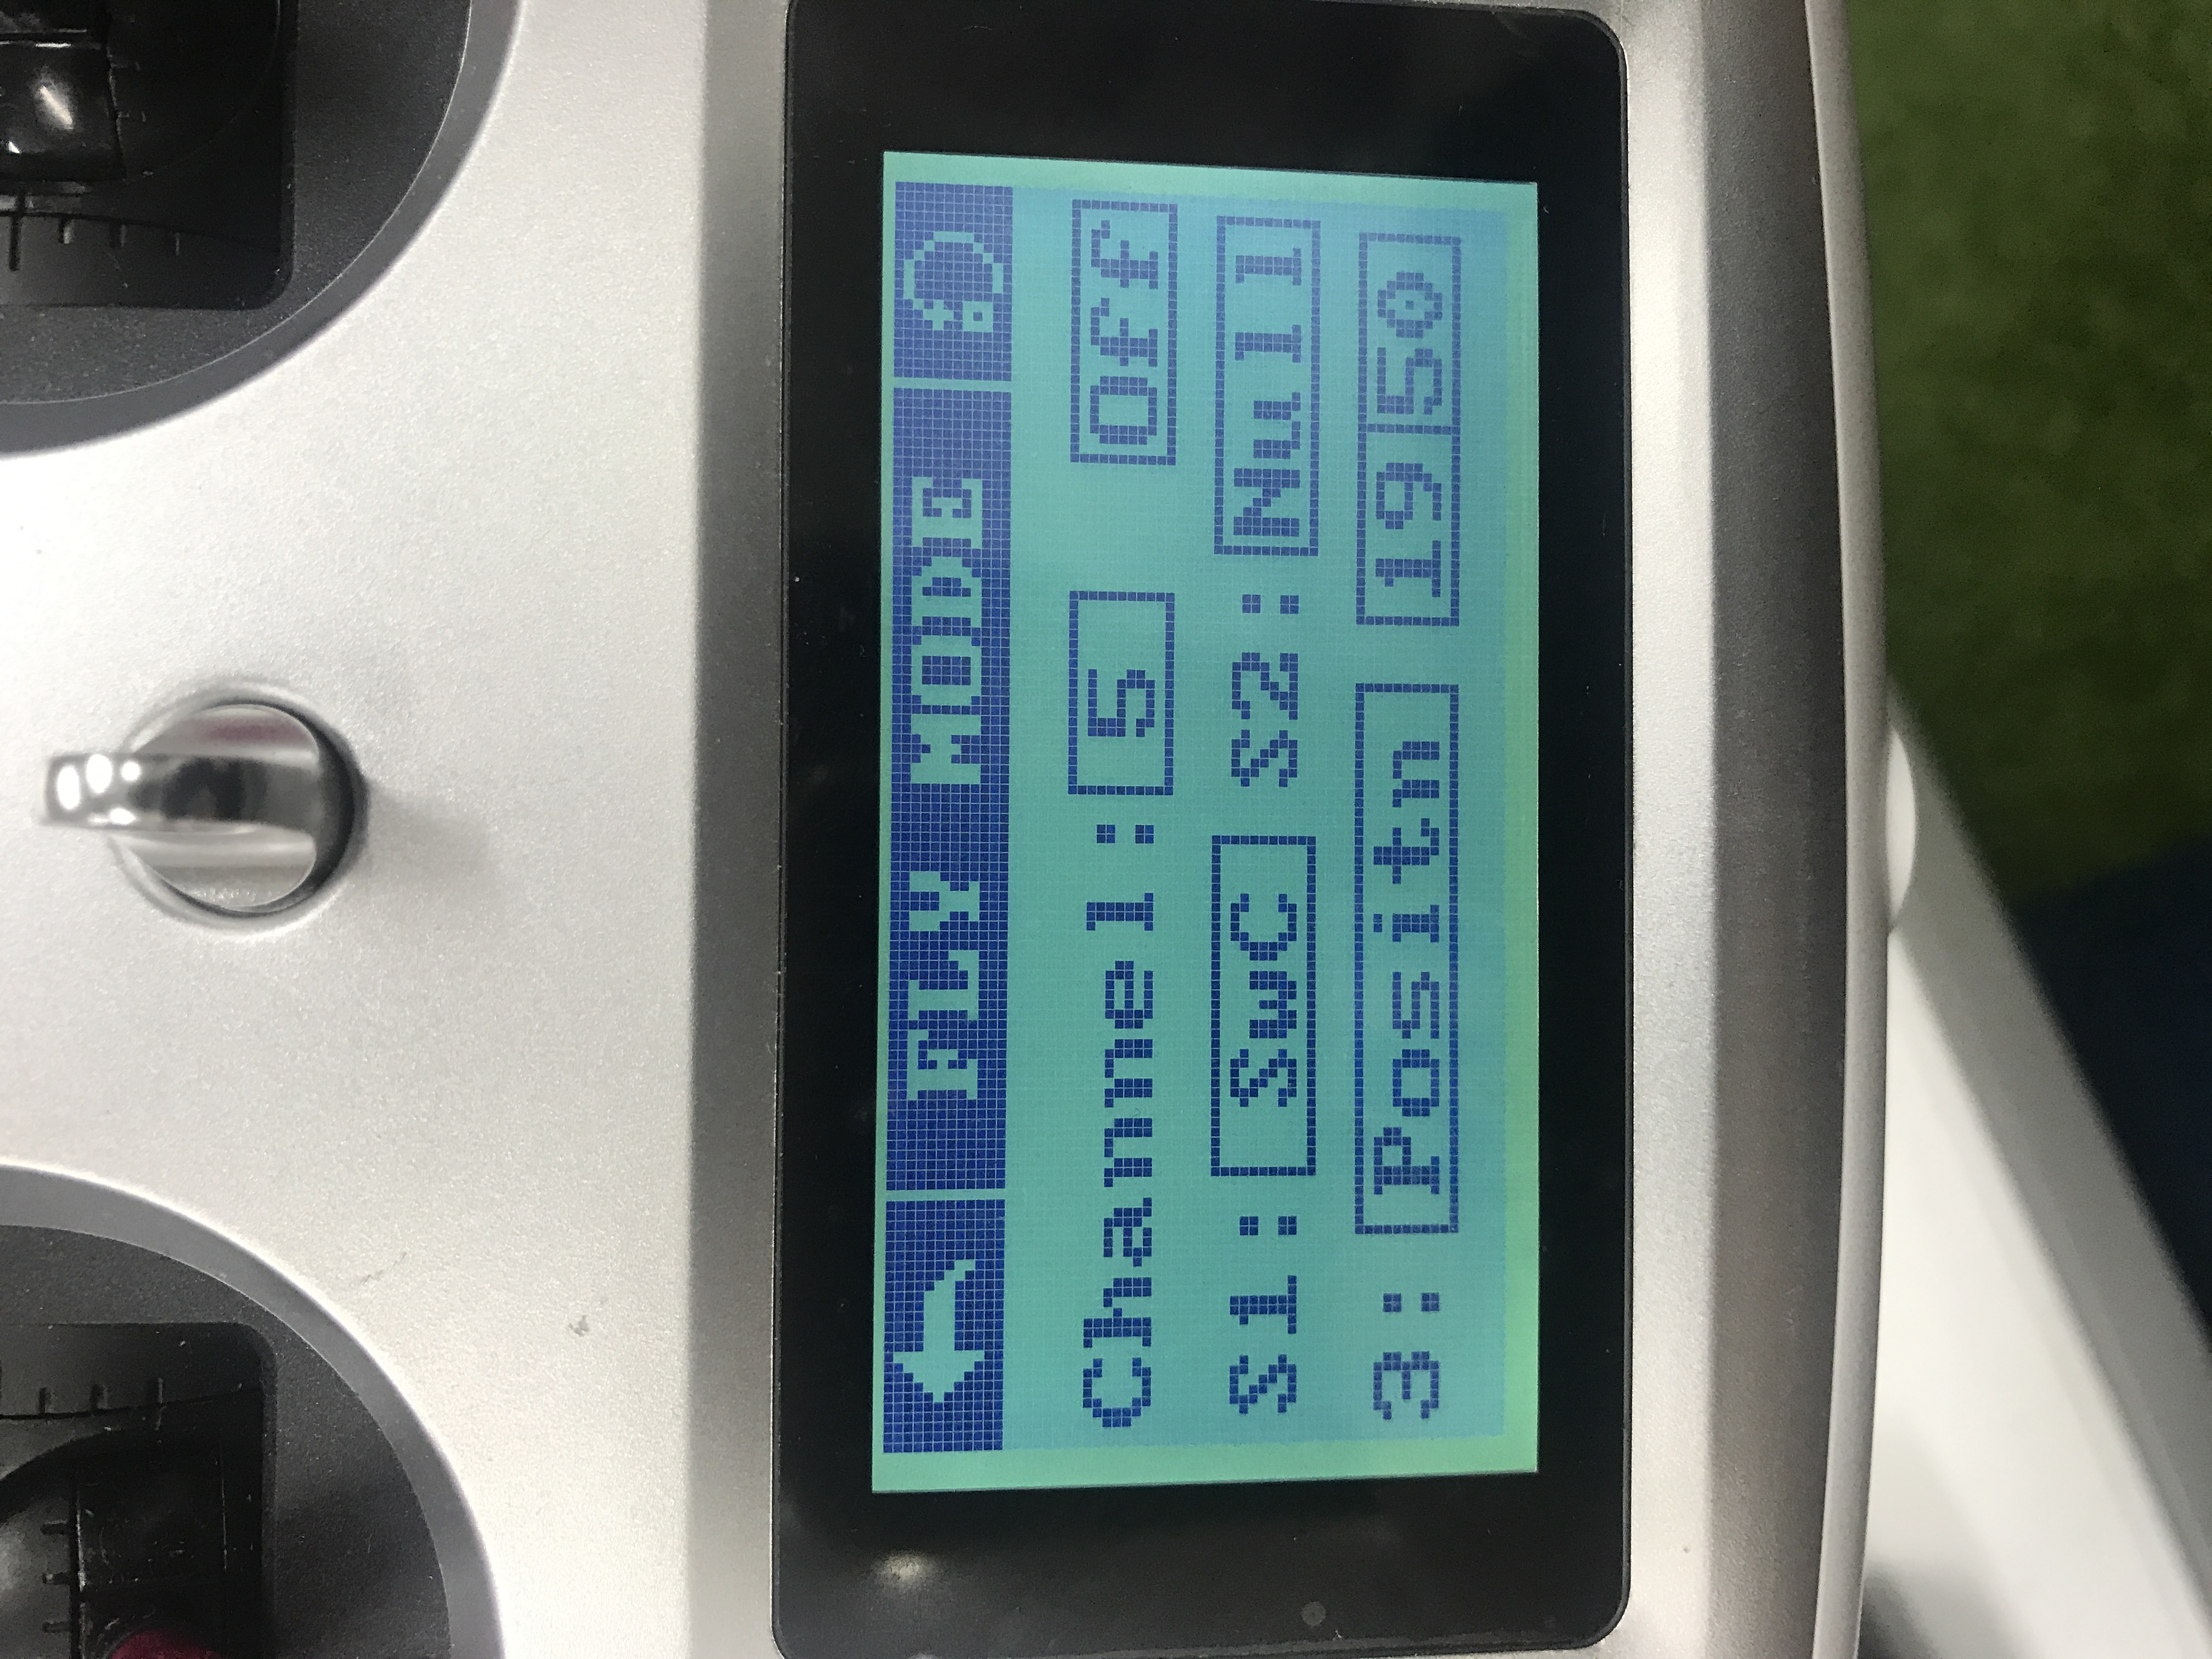 FLY MODE
Channel: 5 Off
S1: SwC S2: Null
3: Positn 19 50